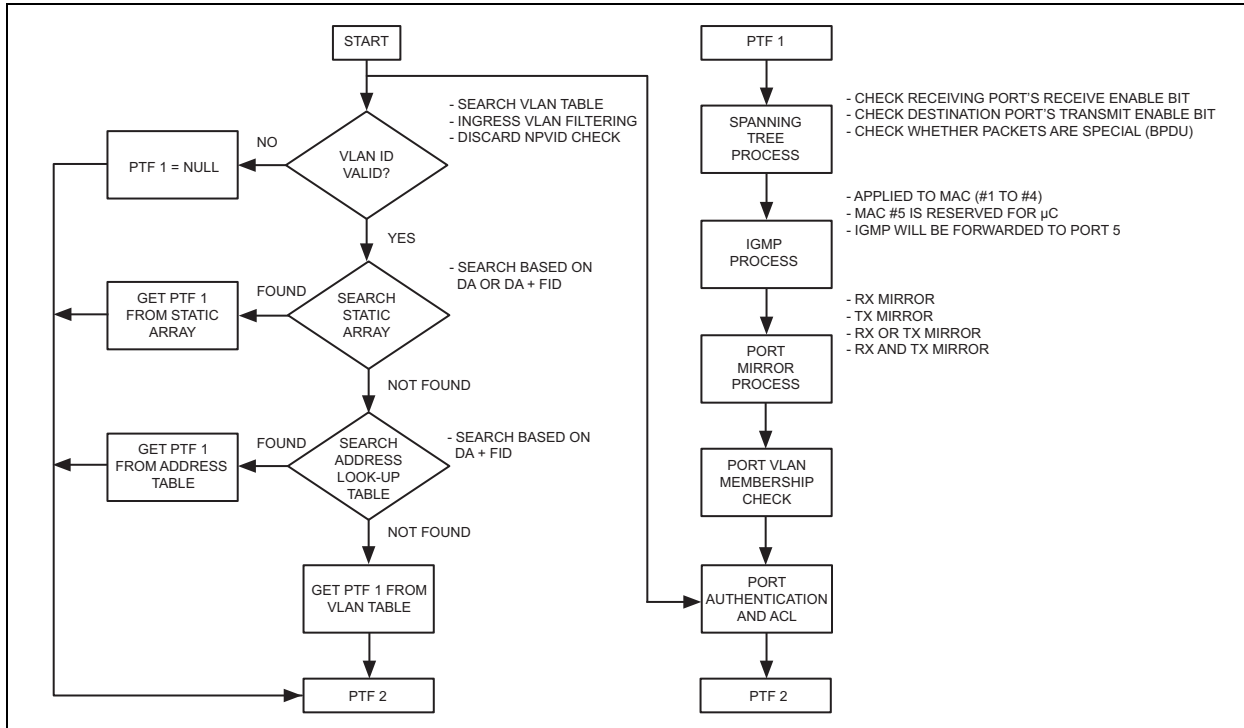 START
- SEARCH VLAN TABLE
- INGRESS VLAN FILTERING
- DISCARD NPVID CHECK
VLAN ID
VALID?
NO
PTF 1 = NULL
YES
- SEARCH BASED ON
DA OR DA + FID
SEARCH
STATIC
ARRAY
FOUND
GET PTF 1
FROM STATIC
ARRAY
NOT FOUND
- SEARCH BASED ON
DA + FID
SEARCH
ADDRESS
LOOK-UP
TABLE
FOUND
GET PTF 1
FROM ADDRESS
TABLE
NOT FOUND
GET PTF 1 FROM
VLAN TABLE
PTF 2
PTF 1
SPANNING
TREE
PROCESS
- CHECK RECEIVING PORT'S RECEIVE ENABLE BIT
- CHECK DESTINATION PORT'S TRANSMIT ENABLE BIT
- CHECK WHETHER PACKETS ARE SPECIAL (BPDU)
IGMP
PROCESS
- APPLIED TO MAC (#1 TO #4)
- MAC #5 IS RESERVED FOR µC
- IGMP WILL BE FORWARDED TO PORT 5
PORT
MIRROR
PROCESS
- RX MIRROR
- TX MIRROR
- RX OR TX MIRROR
- RX AND TX MIRROR
PORT VLAN
MEMBERSHIP
CHECK
PORT
AUTHENTICATION
AND ACL
PTF 2